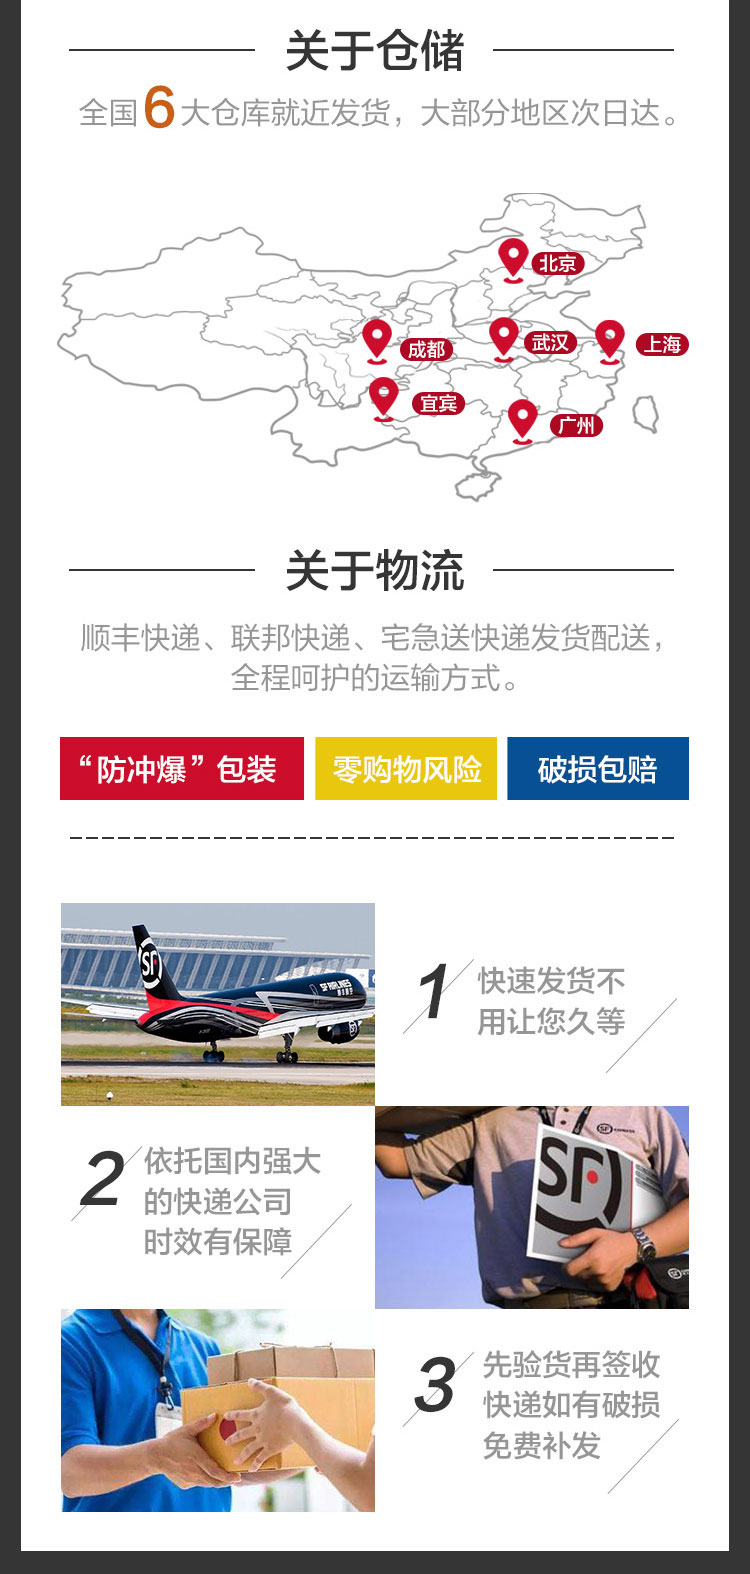 关于仓储
全国6大仓库就近发货，大部分地区次日达。
北京
成都
武汉
上海
宜宾
广州
关于物流
顺丰快递、联邦快递、宅急送快递发货配送，
全程呵护的运输方式。
“防冲爆”包装
零购物风险
破损包赔
SF
SF AIRLINES
1
快速发货不
用让您久等
2
依托国内强大
的快递公司
时效有保障
SF
SF
SF
3
先验货再签收
快递如有破损
免费补发